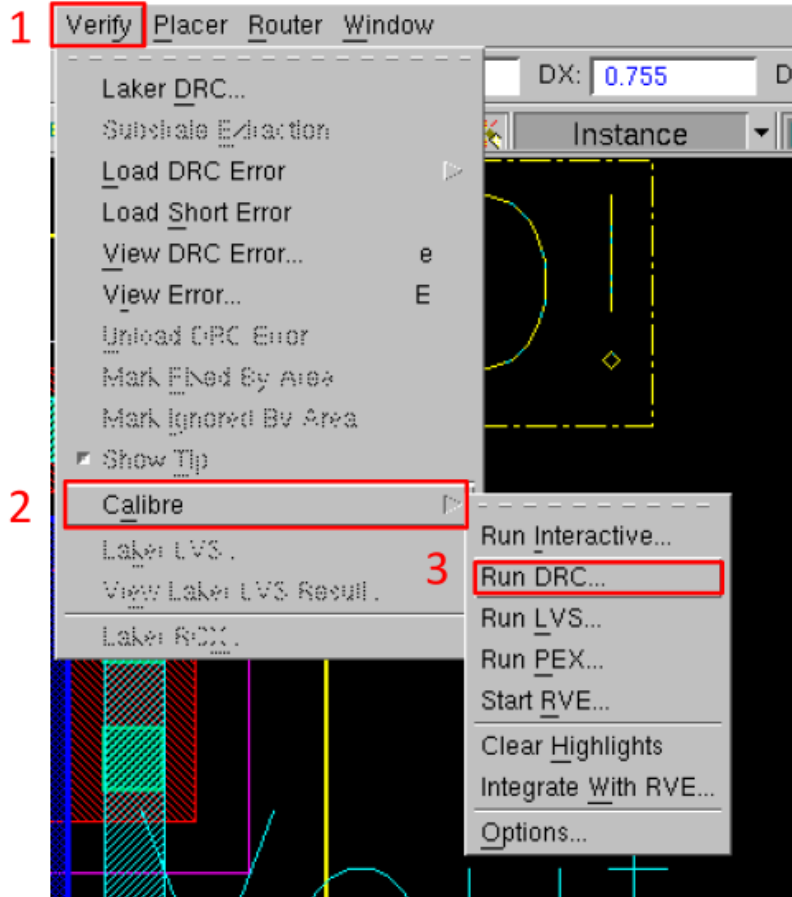 1 Verify Placer Router Window
DX: 0.755 D
Laker DRC...
Substrate Extraction
Instance
Load DRC Error
Load Short Error
View DRC Error... e
View Error... E
Unload DRC Error
Mark Fixed By Area
Mark Ignored By Area
Show Tip
2 Calibre
Run Interactive...
Laker LVS...
3 Run DRC...
View Laker LVS Result...
Run LVS...
Laker RCX...
Run PEX...
Start RVE...
Clear Highlights
Integrate With RVE...
Options...